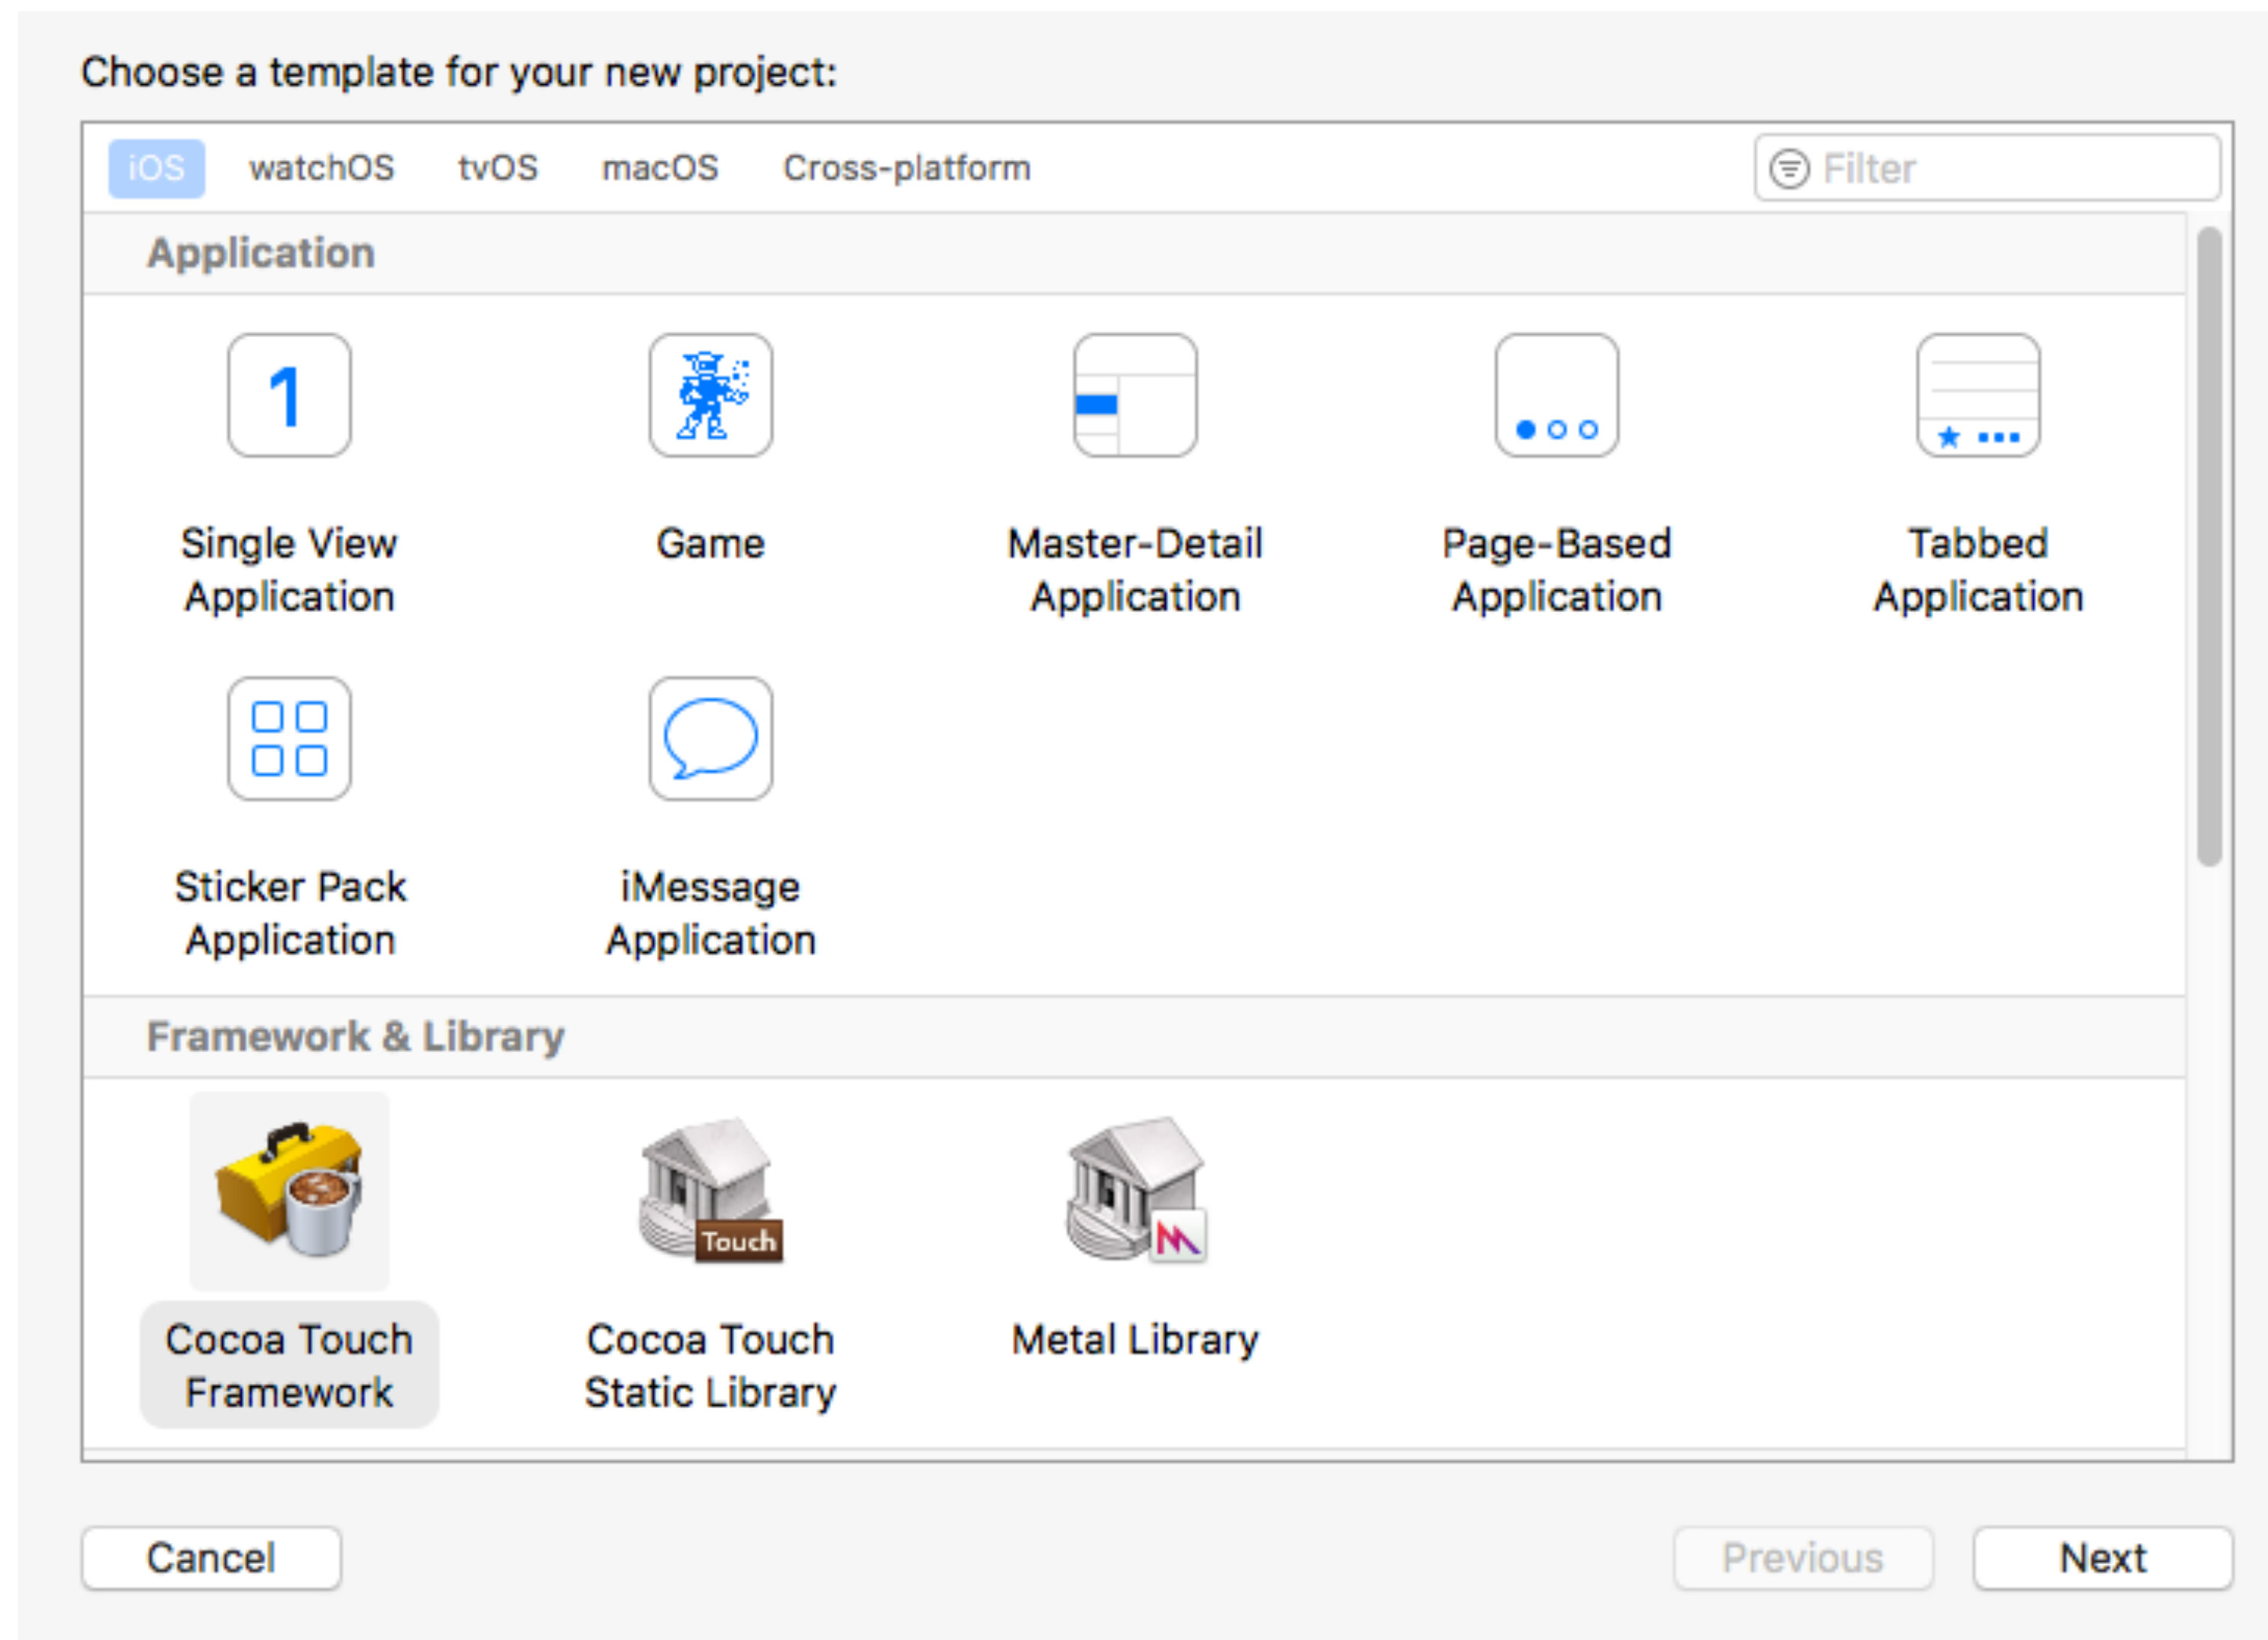 Choose a template for your new project:
iOS watchOS tvOS macOS Cross-platform Filter
Application
1
Single View Application
Game
Master-Detail Application
Page-Based Application
Tabbed Application
Sticker Pack Application
iMessage Application
Framework & Library
Touch
Cocoa Touch Framework
Cocoa Touch Static Library
Metal Library
Cancel Previous Next